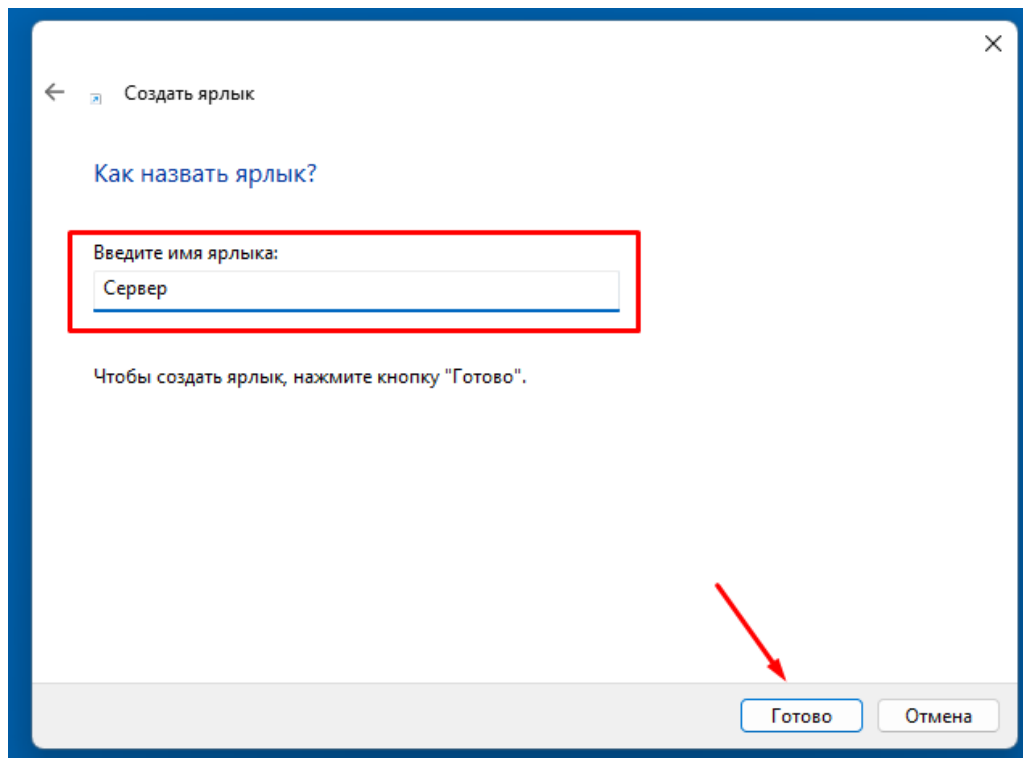 Создать ярлык
Как назвать ярлык?
Введите имя ярлыка:
Сервер
Чтобы создать ярлык, нажмите кнопку "Готово".
Готово
Отмена